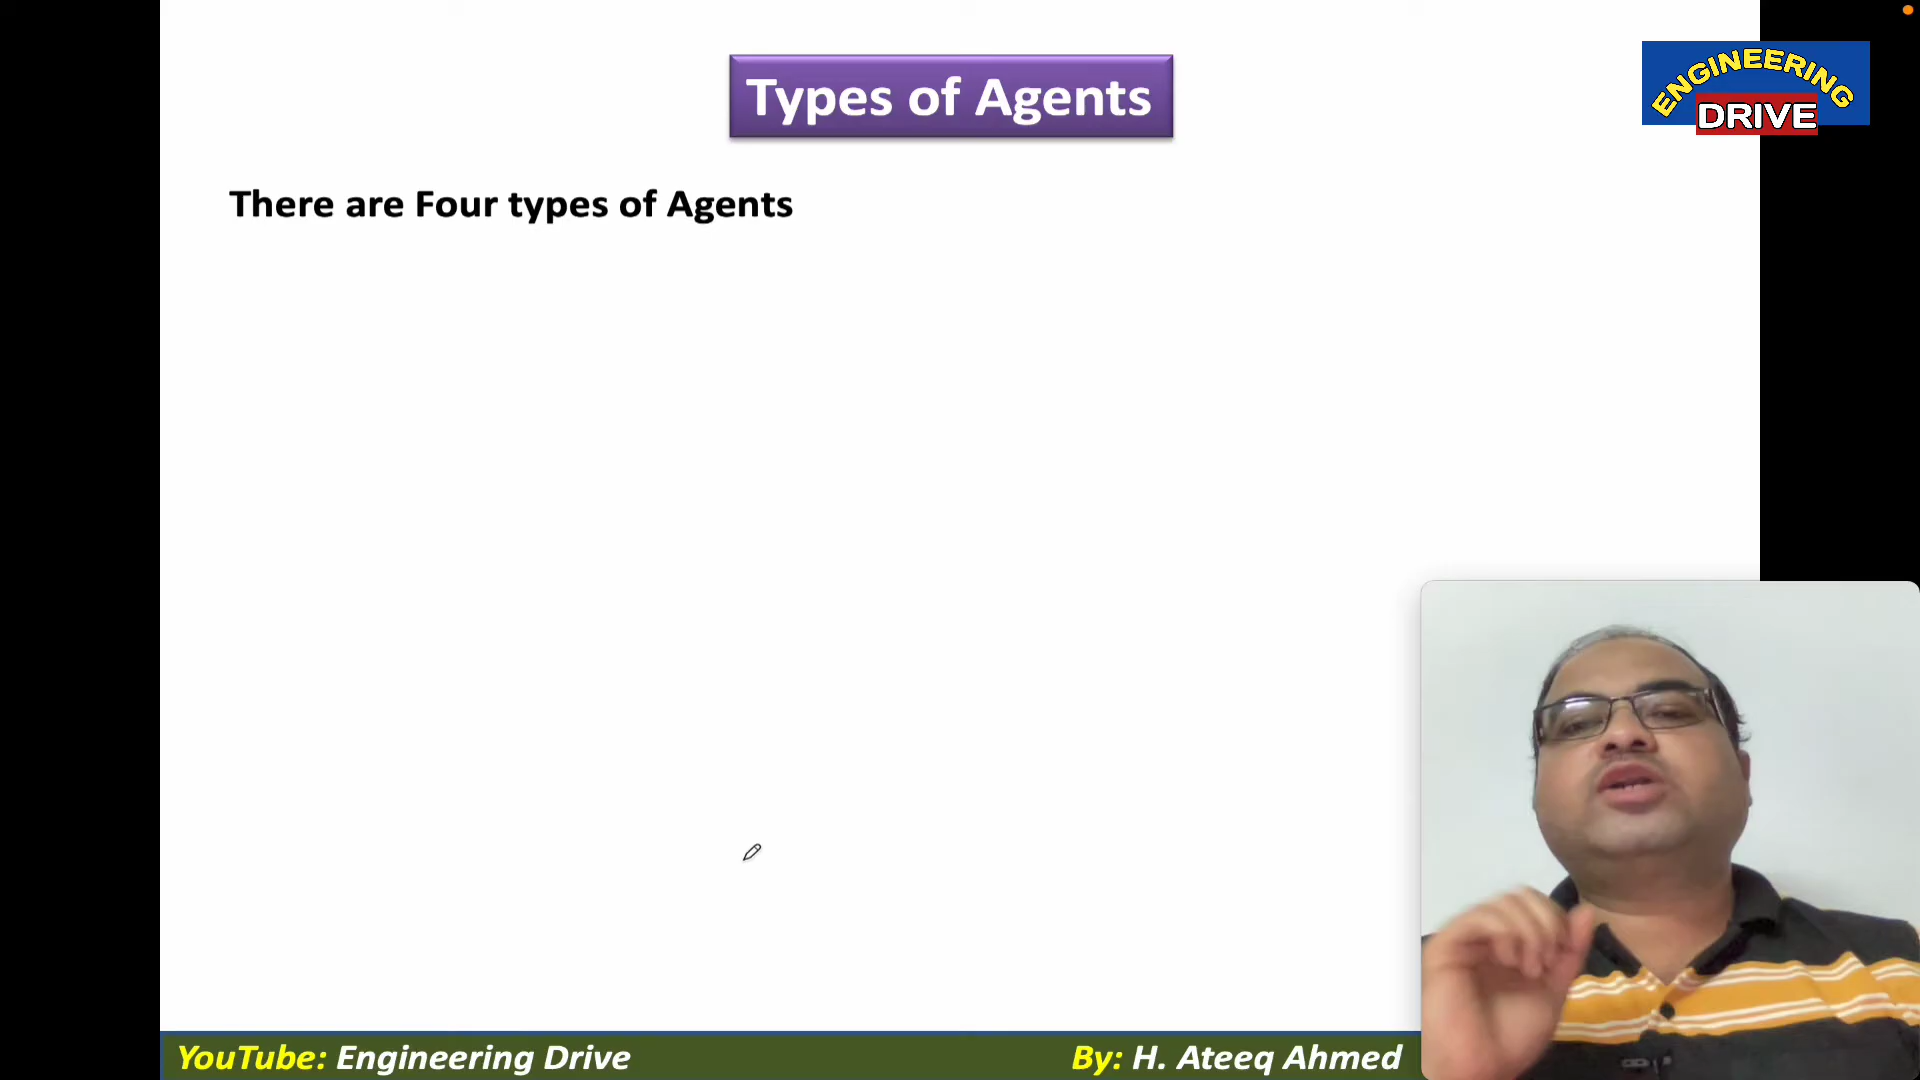 Types of Agents
ENGINEERING
DRIVE
There are Four types of Agents
YouTube: Engineering Drive
By: H. Ateeq Ahmed